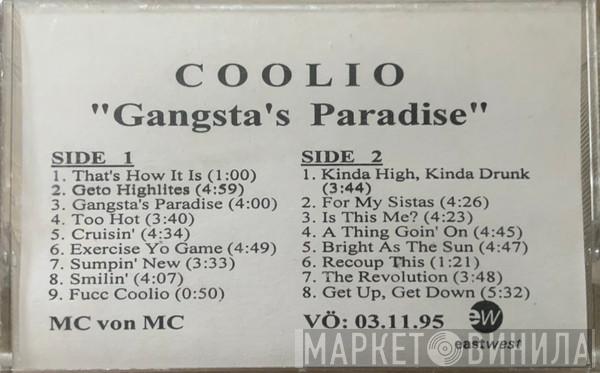 COOLIO
"Gangsta's Paradise"
SIDE 1
1. That's How It Is (1:00)
2. Geto Highlites (4:59)
3. Gangsta's Paradise (4:00)
4. Too Hot (3:40)
5. Cruisin' (4:34)
6. Exercise Yo Game (4:49)
7. Sumpin' New (3:33)
8. Smilin' (4:07)
9. Fucc Coolio (0:50)
MC von MC
SIDE 2
1. Kinda High, Kinda Drunk
(3:44)
2. For My Sistas (4:26)
3. Is This Me? (4:23)
4. A Thing Goin' On (4:45)
5. Bright As The Sun (4:47)
6. Recoup This (1:21)
7. The Revolution (3:48)
8. Get Up, Get Down (5:32)
VÖ: 03.11.95
ew
eastwest
МАРКЕТ ВИНИЛА